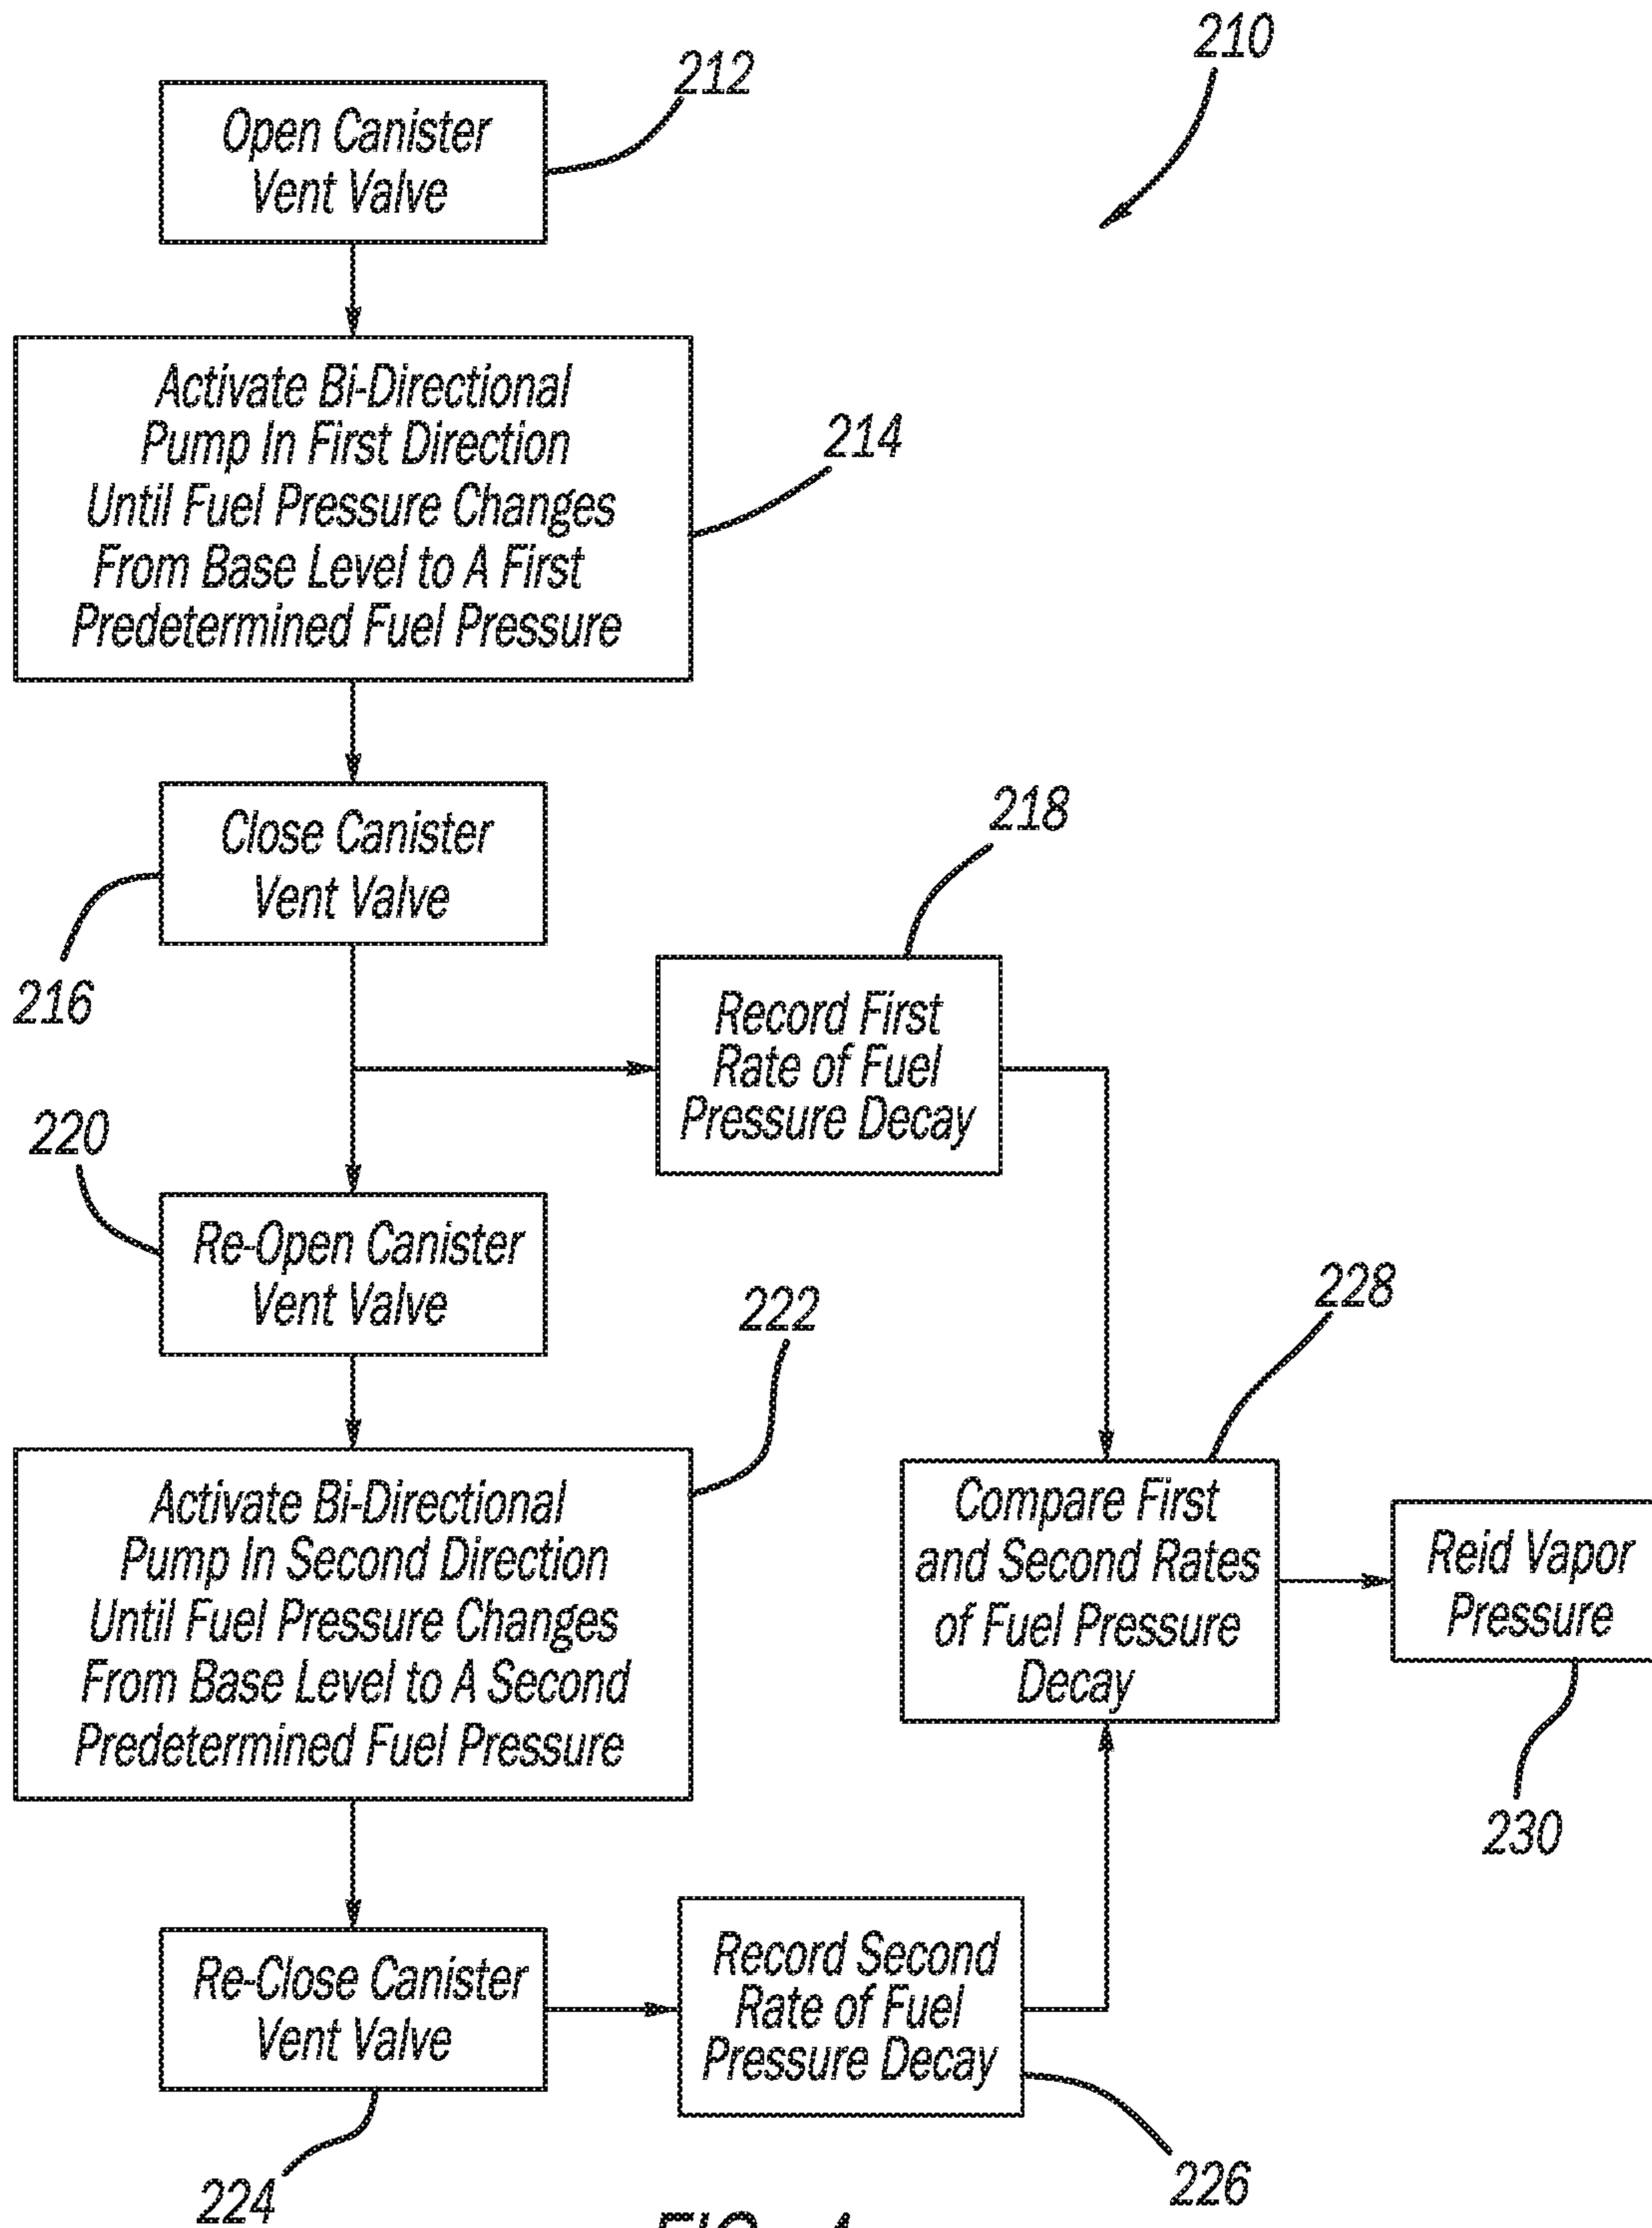 210
212
Open Canister
Vent Valve
Activate Bi-Directional
Pump In First Direction
Until Fuel Pressure Changes
From Base Level to A First
Predetermined Fuel Pressure
214
Close Canister
Vent Valve
216
218
Record First
Rate of Fuel
Pressure Decay
220
Re-Open Canister
Vent Valve
222
Activate Bi-Directional
Pump In Second Direction
Until Fuel Pressure Changes
From Base Level to A Second
Predetermined Fuel Pressure
228
Compare First
and Second Rates
of Fuel Pressure
Decay
Reid Vapor
Pressure
230
Re-Close Canister
Vent Valve
224
Record Second
Rate of Fuel
Pressure Decay
226